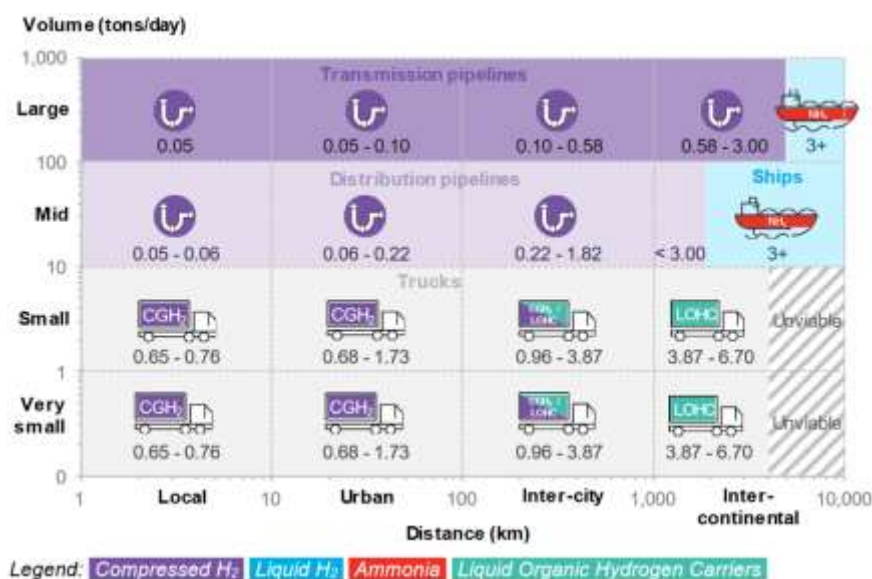 Volume (tons/day)
1,000
Transmission pipelines
Large
NH₃
0.05
0.05 - 0.10
0.10 - 0.58
0.58 - 3.00
3+
100
Distribution pipelines
Ships
Mid
NH₃
0.05 - 0.06
0.06 - 0.22
0.22 - 1.82
< 3.00
3+
10
Trucks
Small
CGH₂
CGH₂
CGH₂ /
LOHC
LOHC
Unviable
0.65 - 0.76
0.68 - 1.73
0.96 - 3.87
3.87 - 6.70
1
Very
small
CGH₂
CGH₂
CGH₂ /
LOHC
LOHC
Unviable
0.65 - 0.76
0.68 - 1.73
0.96 - 3.87
3.87 - 6.70
0
1
Local
10
Urban
100
Inter-city
1,000
Inter-
continental
10,000
Distance (km)
Legend: Compressed H₂ Liquid H₂ Ammonia Liquid Organic Hydrogen Carriers